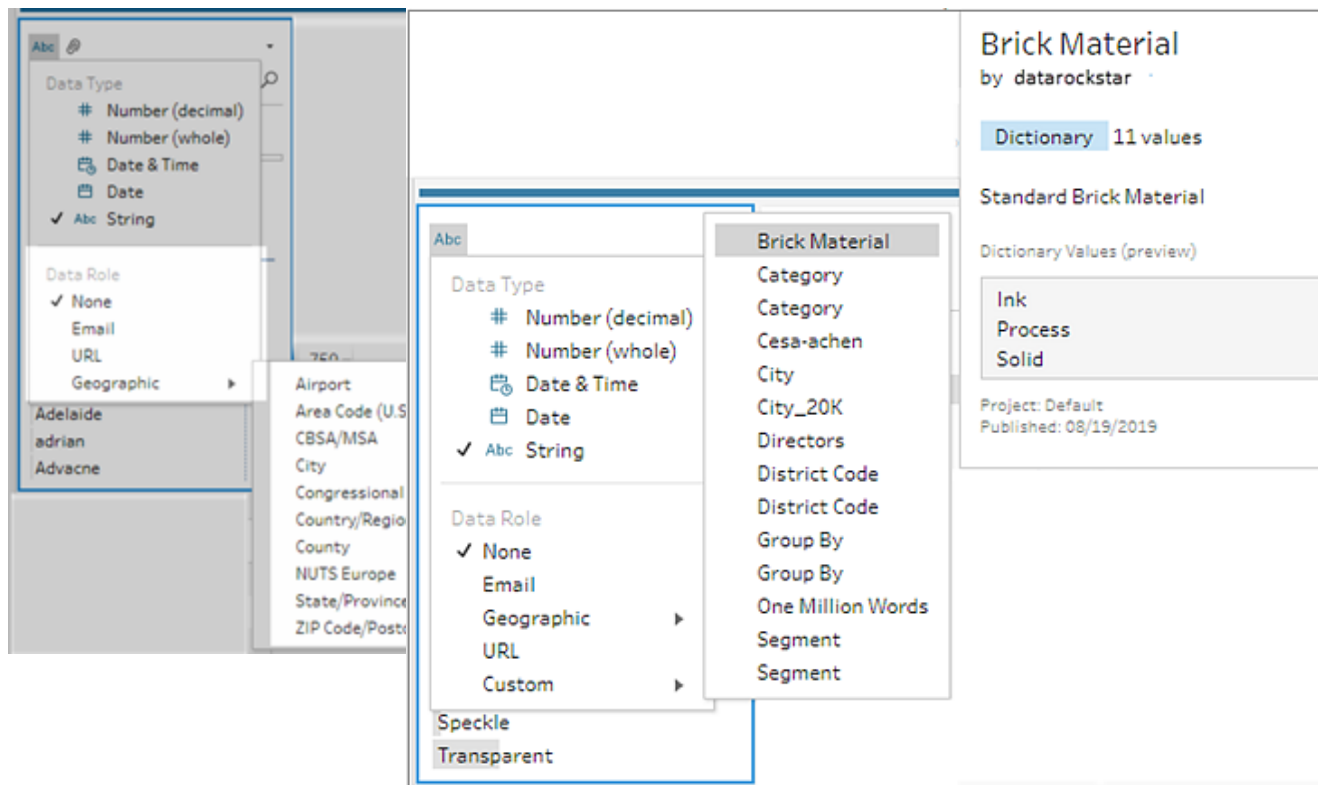 Abc
Data Type
# Number (decimal)
# Number (whole)
Date & Time
Date
✓ Abc String
Data Role
✓ None
Email
URL
Geographic
Adelaide
adrian
Advacne
750
Airport
Area Code (U.S
CBSA/MSA
City
Congressional
Country/Regio
County
NUTS Europe
State/Province
ZIP Code/Postc
Abc
Data Type
# Number (decimal)
# Number (whole)
Date & Time
Date
✓ Abc String
Data Role
✓ None
Email
Geographic
URL
Custom
Speckle
Transparent
Brick Material
Category
Category
Cesa-achen
City
City_20K
Directors
District Code
District Code
Group By
Group By
One Million Words
Segment
Segment
Brick Material
by datarockstar
Dictionary 11 values
Standard Brick Material
Dictionary Values (preview)
Ink
Process
Solid
Project: Default
Published: 08/19/2019